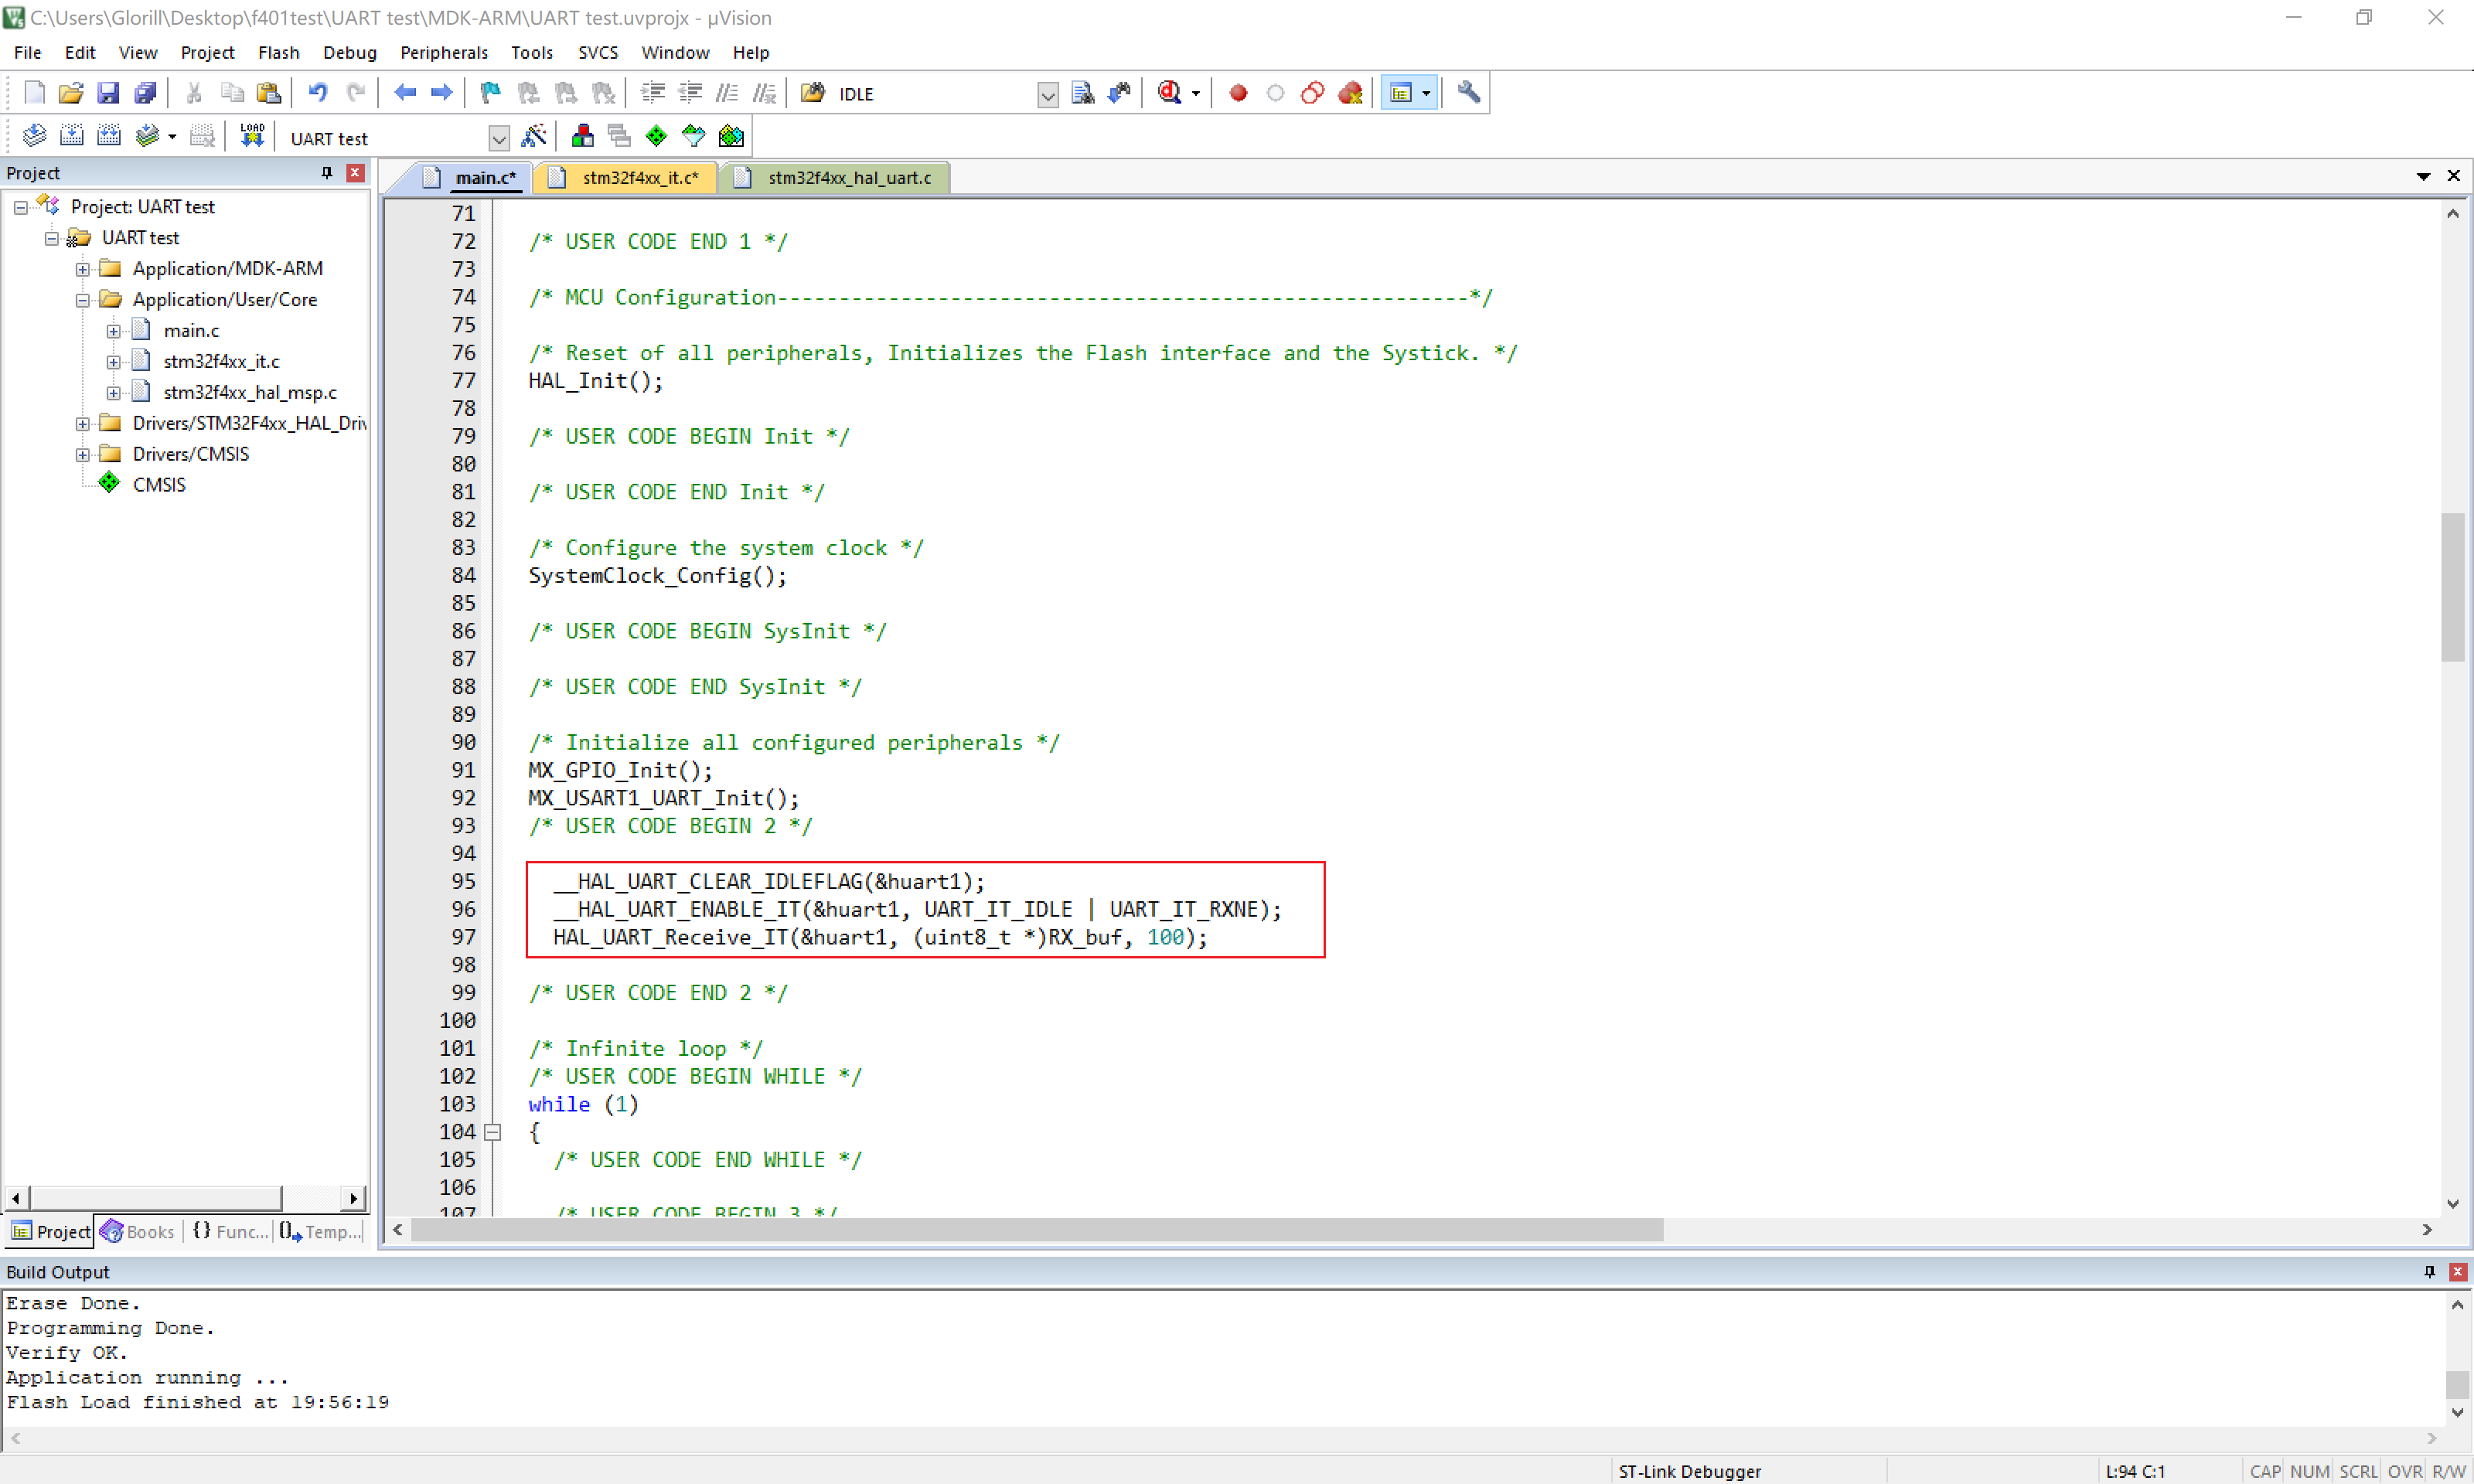 C:\Users\Glorill\Desktop\f401test\UART test\MDK-ARM\UART test.uvprojx - µVision
File Edit View Project Flash Debug Peripherals Tools SVCS Window Help
IDLE
LOAD UART test
Project
main.c* stm32f4xx_it.c* stm32f4xx_hal_uart.c
Project: UART test
UART test
Application/MDK-ARM
Application/User/Core
main.c
stm32f4xx_it.c
stm32f4xx_hal_msp.c
Drivers/STM32F4xx_HAL_Driv
Drivers/CMSIS
CMSIS
Project Books {} Func... Temp...
71
72 /* USER CODE END 1 */
73
74 /* MCU Configuration--------------------------------------------------------*/
75
76 /* Reset of all peripherals, Initializes the Flash interface and the Systick. */
77 HAL_Init();
78
79 /* USER CODE BEGIN Init */
80
81 /* USER CODE END Init */
82
83 /* Configure the system clock */
84 SystemClock_Config();
85
86 /* USER CODE BEGIN SysInit */
87
88 /* USER CODE END SysInit */
89
90 /* Initialize all configured peripherals */
91 MX_GPIO_Init();
92 MX_USART1_UART_Init();
93 /* USER CODE BEGIN 2 */
94
95 __HAL_UART_CLEAR_IDLEFLAG(&huart1);
96 __HAL_UART_ENABLE_IT(&huart1, UART_IT_IDLE | UART_IT_RXNE);
97 HAL_UART_Receive_IT(&huart1, (uint8_t *)RX_buf, 100);
98
99 /* USER CODE END 2 */
100
101 /* Infinite loop */
102 /* USER CODE BEGIN WHILE */
103 while (1)
104 {
105 /* USER CODE END WHILE */
106
107 /* USER CODE BEGIN 3 */
Build Output
Erase Done.
Programming Done.
Verify OK.
Application running ...
Flash Load finished at 19:56:19
ST-Link Debugger L:94 C:1 CAP NUM SCRL OVR R/W